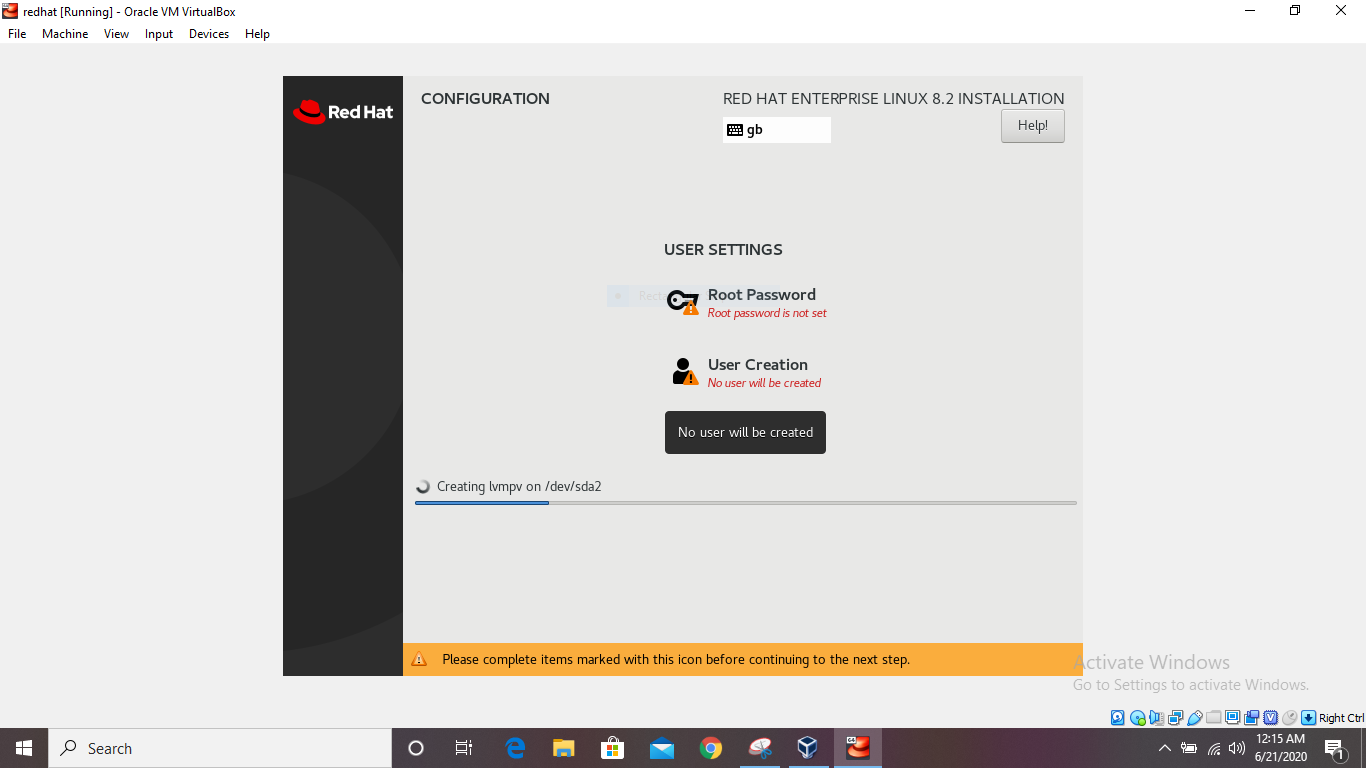 redhat [Running] - Oracle VM VirtualBox
File Machine View Input Devices Help
Red Hat
CONFIGURATION
RED HAT ENTERPRISE LINUX 8.2 INSTALLATION
gb
Help!
USER SETTINGS
Root Password
Root password is not set
User Creation
No user will be created
No user will be created
Creating lvmpv on /dev/sda2
Please complete items marked with this icon before continuing to the next step.
Activate Windows
Go to Settings to activate Windows.
Right Ctrl
Search
12:15 AM
6/21/2020
1